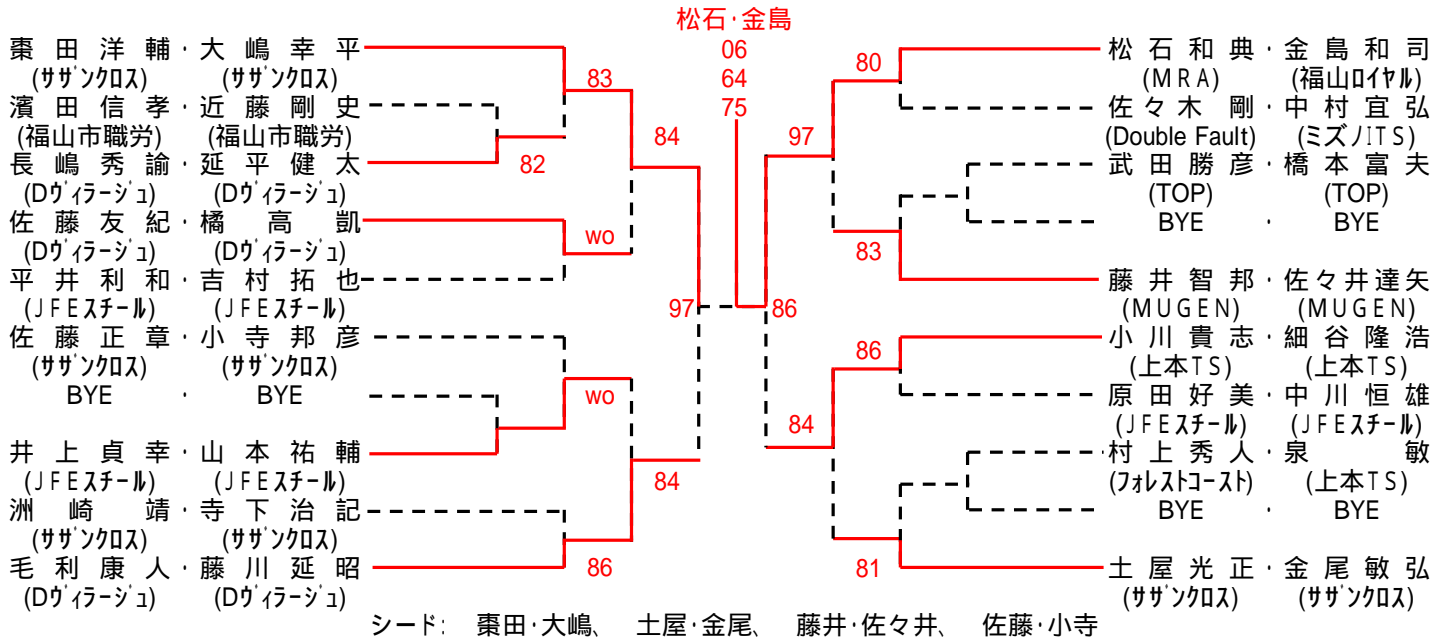 松石・金島
06
64
75
棗田洋輔・大嶋幸平
(ｻｻﾞﾝｸﾛｽ) (ｻｻﾞﾝｸﾛｽ)
83
濱田信孝・近藤剛史
(福山市職労) (福山市職労)
84
長嶋秀諭・延平健太
82
(Dｳﾞｨﾗｰｼﾞｭ) (Dｳﾞｨﾗｰｼﾞｭ)
佐藤友紀・橘高凱
(Dｳﾞｨﾗｰｼﾞｭ) (Dｳﾞｨﾗｰｼﾞｭ)
wo
平井利和・吉村拓也
(JFEｽﾁｰﾙ) (JFEｽﾁｰﾙ)
97
佐藤正章・小寺邦彦
(ｻｻﾞﾝｸﾛｽ) (ｻｻﾞﾝｸﾛｽ)
BYE ・ BYE
wo
井上貞幸・山本祐輔
(JFEｽﾁｰﾙ) (JFEｽﾁｰﾙ)
84
洲崎靖・寺下治記
(ｻｻﾞﾝｸﾛｽ) (ｻｻﾞﾝｸﾛｽ)
毛利康人・藤川延昭
86
(Dｳﾞｨﾗｰｼﾞｭ) (Dｳﾞｨﾗｰｼﾞｭ)
松石和典・金島和司
80
(MRA) (福山ﾛｲﾔﾙ)
佐々木剛・中村宜弘
(Double Fault) (ミズノITS)
97
武田勝彦・橋本富夫
(TOP) (TOP)
BYE ・ BYE
83
藤井智邦・佐々井達矢
(MUGEN) (MUGEN)
86
小川貴志・細谷隆浩
86
(上本TS) (上本TS)
原田好美・中川恒雄
(JFEｽﾁｰﾙ) (JFEｽﾁｰﾙ)
84
村上秀人・泉敏
(ﾌｫﾚｽﾄｺｰｽﾄ) (上本TS)
BYE ・ BYE
土屋光正・金尾敏弘
81
(ｻｻﾞﾝｸﾛｽ) (ｻｻﾞﾝｸﾛｽ)
シード: 棗田・大嶋、 土屋・金尾、 藤井・佐々井、 佐藤・小寺